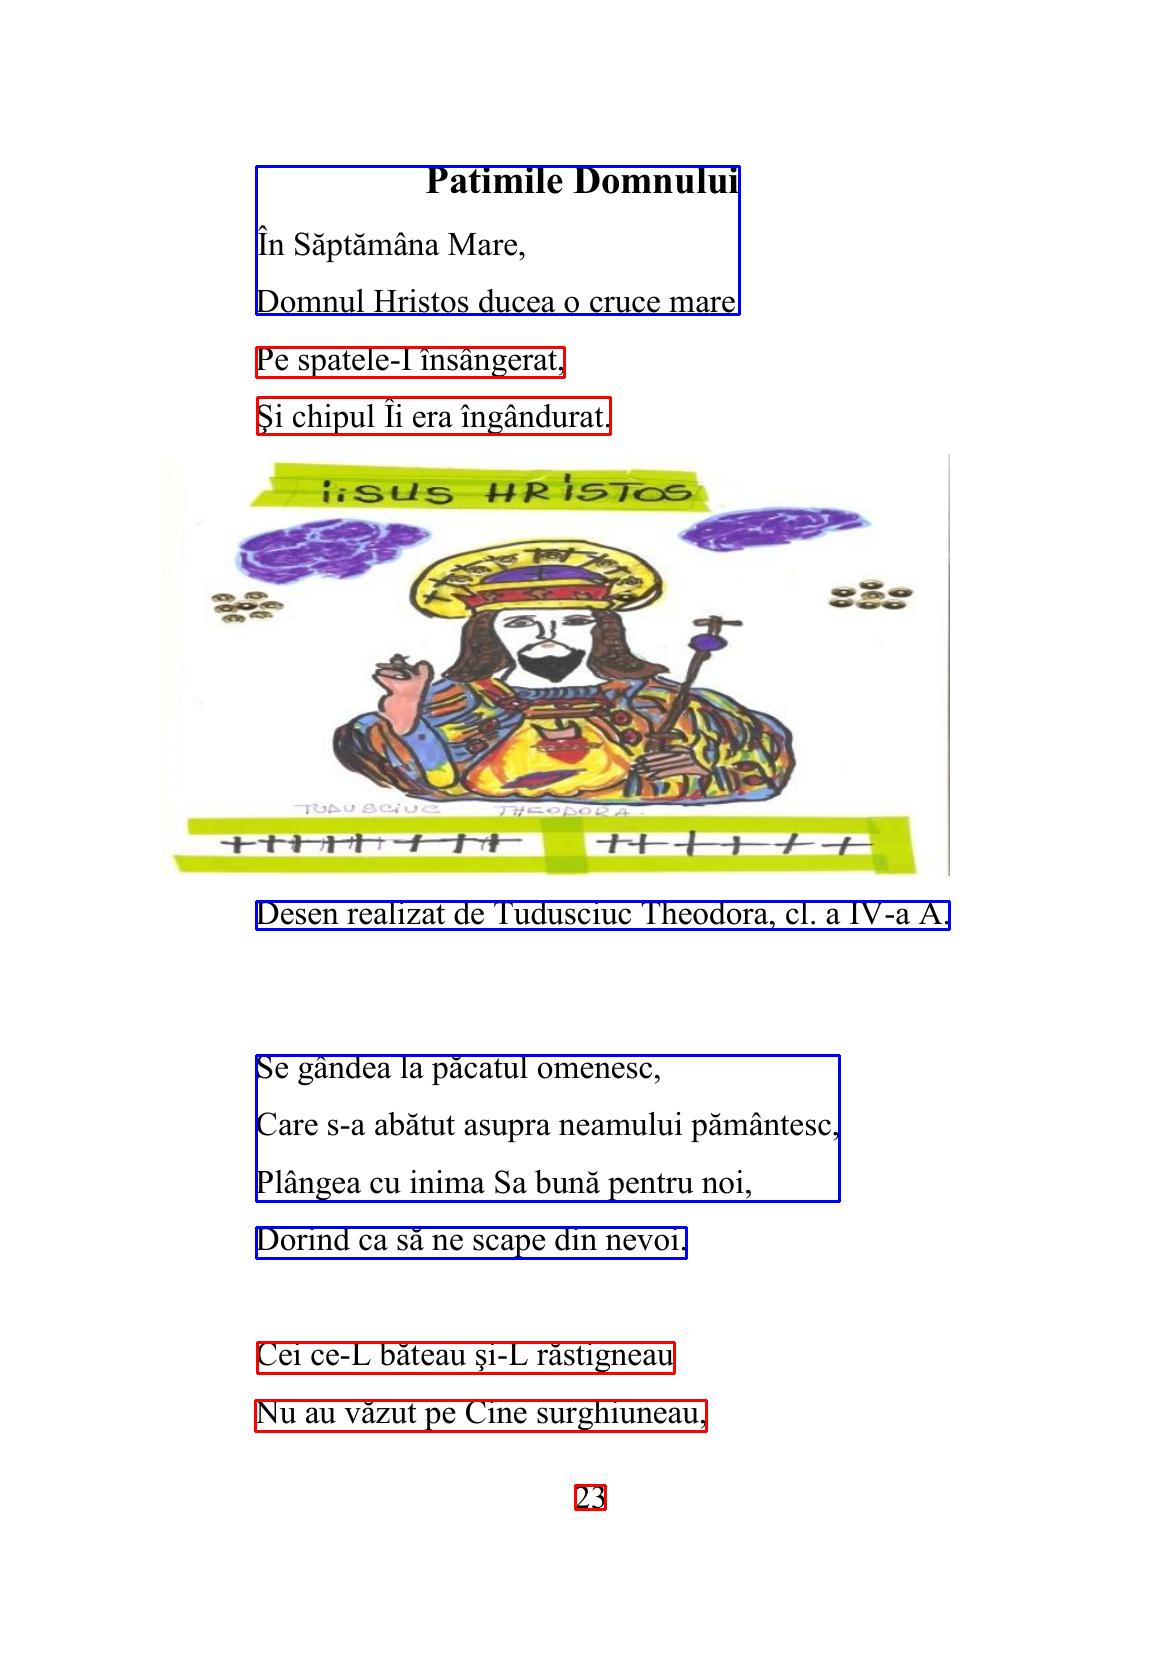 Patimile Domnului
În Săptămâna Mare,
Domnul Hristos ducea o cruce mare
Pe spatele-I însângerat,
Şi chipul Îi era îngândurat.
IISUS HRISTOS
TUDUSCIUC THEODORA.
Desen realizat de Tudusciuc Theodora, cl. a IV-a A.
Se gândea la păcatul omenesc,
Care s-a abătut asupra neamului pământesc,
Plângea cu inima Sa bună pentru noi,
Dorind ca să ne scape din nevoi.
Cei ce-L băteau şi-L răstigneau
Nu au văzut pe Cine surghiuneau,
23